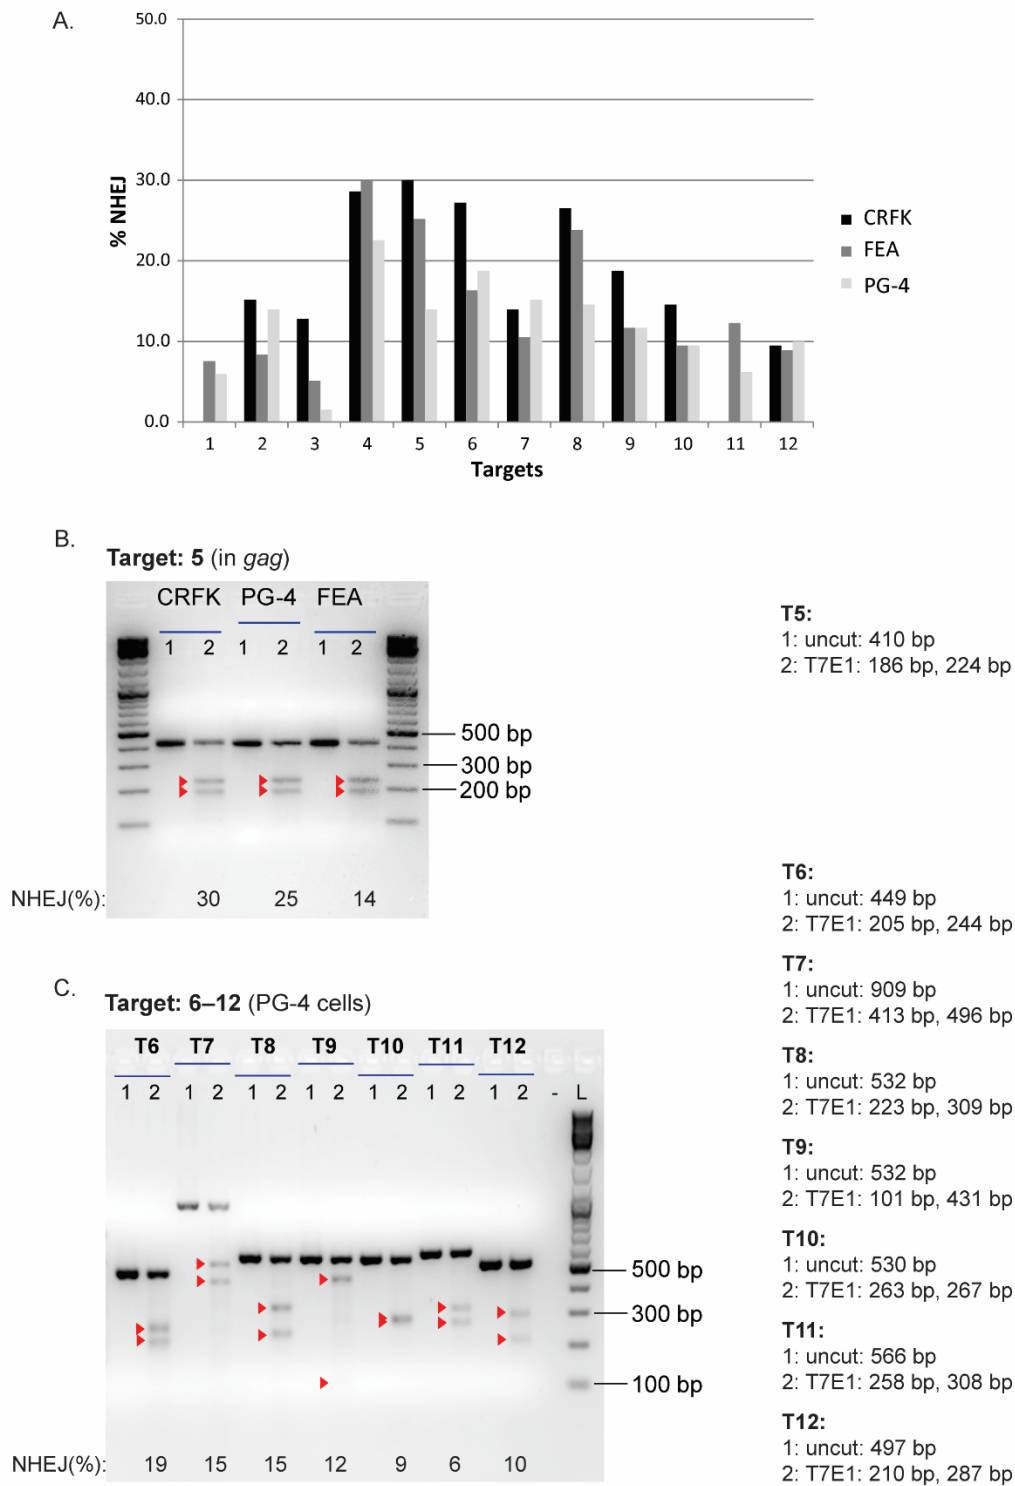 A.
50.0
40.0
30.0
20.0
10.0
0.0
% NHEJ
1 2 3 4 5 6 7 8 9 10 11 12
Targets
CRFK
FEA
PG-4
B.
Target: 5 (in gag)
CRFK PG-4 FEA
1 2 1 2 1 2
500 bp
300 bp
200 bp
NHEJ(%): 30 25 14
T5:
1: uncut: 410 bp
2: T7E1: 186 bp, 224 bp
C.
Target: 6–12 (PG-4 cells)
T6 T7 T8 T9 T10 T11 T12
1 2 1 2 1 2 1 2 1 2 1 2 1 2 - L
500 bp
300 bp
100 bp
NHEJ(%): 19 15 15 12 9 6 10
T6:
1: uncut: 449 bp
2: T7E1: 205 bp, 244 bp
T7:
1: uncut: 909 bp
2: T7E1: 413 bp, 496 bp
T8:
1: uncut: 532 bp
2: T7E1: 223 bp, 309 bp
T9:
1: uncut: 532 bp
2: T7E1: 101 bp, 431 bp
T10:
1: uncut: 530 bp
2: T7E1: 263 bp, 267 bp
T11:
1: uncut: 566 bp
2: T7E1: 258 bp, 308 bp
T12:
1: uncut: 497 bp
2: T7E1: 210 bp, 287 bp